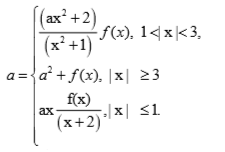 a = { (ax² + 2) / (x² + 1) f(x), 1<|x|<3,
a² + f(x), |x| ≥3
ax f(x) / (x + 2) ,|x| ≤1.